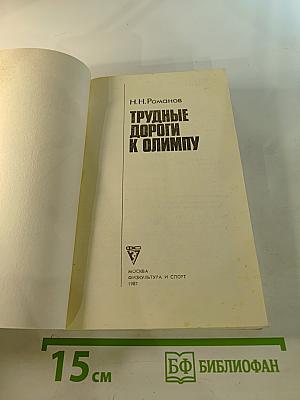 Н.Н.Романов
ТРУДНЫЕ
ДОРОГИ
К ОЛИМПУ
МОСКВА
ФИЗКУЛЬТУРА И СПОРТ
1987
15 см
БФ БИБЛИОФАН